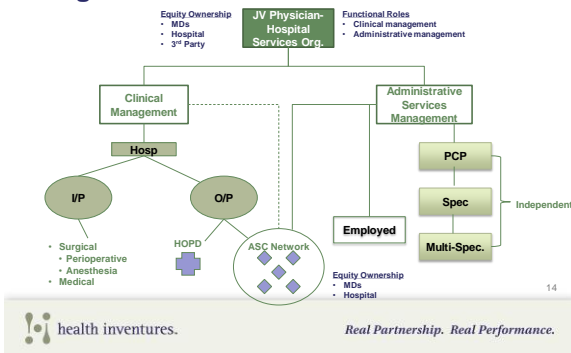 Equity Ownership
• MDs
• Hospital
• 3rd Party
JV Physician-
Hospital
Services Org.
Functional Roles
• Clinical management
• Administrative management
Clinical
Management
Administrative
Services
Management
Hosp
PCP
I/P
O/P
Spec
Independent
• Surgical
• Perioperative
• Anesthesia
• Medical
HOPD
ASC Network
Employed
Multi-Spec.
Equity Ownership
• MDs
• Hospital
14
health inventures.
Real Partnership. Real Performance.